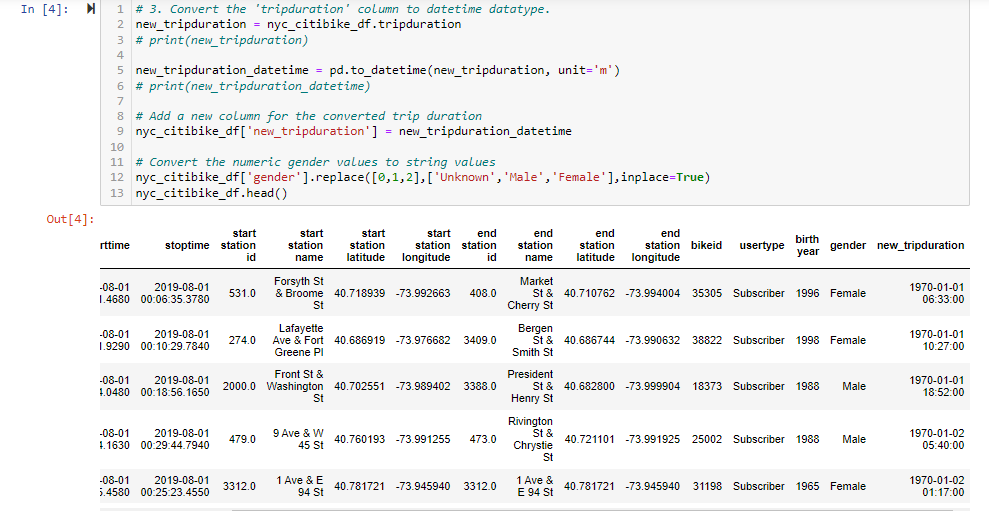 In [4]:
1 # 3. Convert the 'tripduration' column to datetime datatype.
2 new_tripduration = nyc_citibike_df.tripduration
3 # print(new_tripduration)
4
5 new_tripduration_datetime = pd.to_datetime(new_tripduration, unit='m')
6 # print(new_tripduration_datetime)
7
8 # Add a new column for the converted trip duration
9 nyc_citibike_df['new_tripduration'] = new_tripduration_datetime
10
11 # Convert the numeric gender values to string values
12 nyc_citibike_df['gender'].replace([0,1,2],['Unknown','Male','Female'],inplace=True)
13 nyc_citibike_df.head()
Out[4]:
rttime stoptime start station id start station name start station latitude start station longitude end station id end station name end station latitude end station longitude bikeid usertype birth year gender new_tripduration
-08-01 1.4680 2019-08-01 00:06:35.3780 531.0 Forsyth St & Broome St 40.718939 -73.992663 408.0 Market St & Cherry St 40.710762 -73.994004 35305 Subscriber 1996 Female 1970-01-01 06:33:00
-08-01 1.9290 2019-08-01 00:10:29.7840 274.0 Lafayette Ave & Fort Greene Pl 40.686919 -73.976682 3409.0 Bergen St & Smith St 40.686744 -73.990632 38822 Subscriber 1998 Female 1970-01-01 10:27:00
-08-01 4.0480 2019-08-01 00:18:56.1650 2000.0 Front St & Washington St 40.702551 -73.989402 3388.0 President St & Henry St 40.682800 -73.999904 18373 Subscriber 1988 Male 1970-01-01 18:52:00
-08-01 4.1630 2019-08-01 00:29:44.7940 479.0 9 Ave & W 45 St 40.760193 -73.991255 473.0 Rivington St & Chrystie St 40.721101 -73.991925 25002 Subscriber 1988 Male 1970-01-02 05:40:00
-08-01 5.4580 2019-08-01 00:25:23.4550 3312.0 1 Ave & E 94 St 40.781721 -73.945940 3312.0 1 Ave & E 94 St 40.781721 -73.945940 31198 Subscriber 1965 Female 1970-01-02 01:17:00